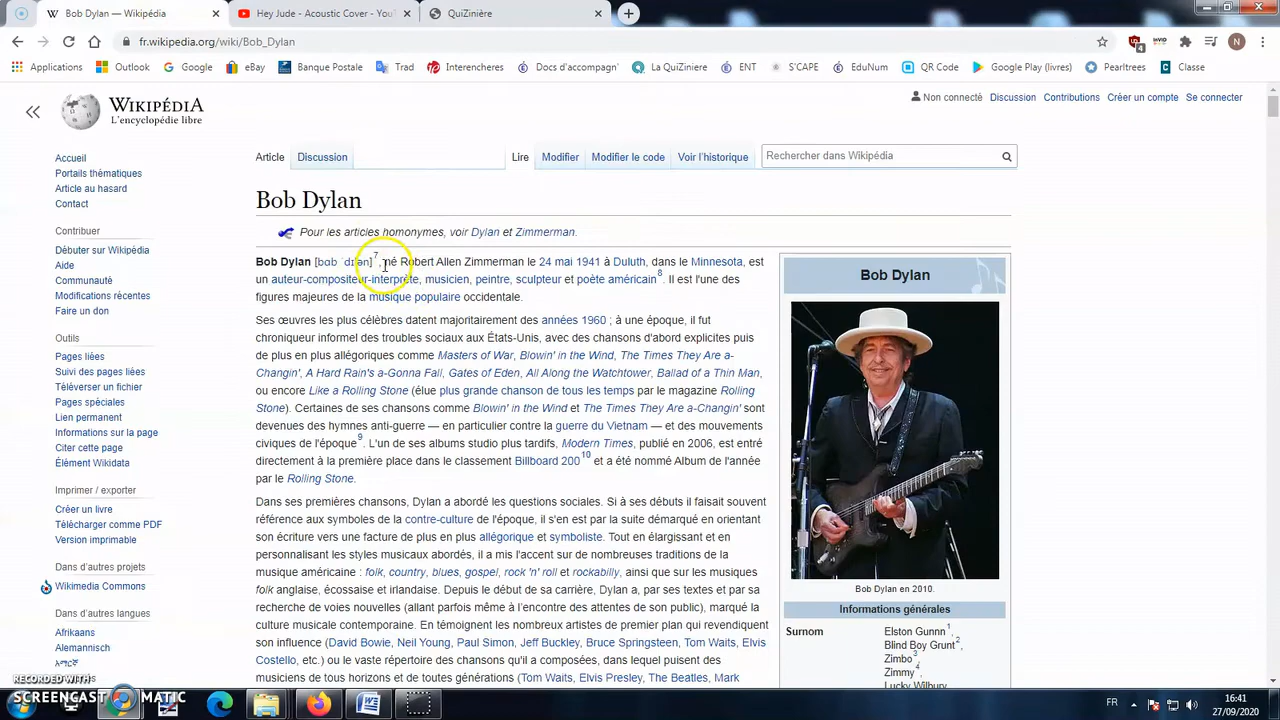 Bob Dylan — Wikipédia
Hey Jude - Acoustic Cover - You
QuiZinière
fr.wikipedia.org/wiki/Bob_Dylan
N
Applications
Outlook
Google
eBay
Banque Postale
Trad
Interencheres
Docs d'accompagn'
La QuiZiniere
ENT
S'CAPE
EduNum
QR Code
Google Play (livres)
Pearltrees
Classe
WIKIPÉDIA
L'encyclopédie libre
Non connecté
Discussion
Contributions
Créer un compte
Se connecter
Accueil
Portails thématiques
Article au hasard
Contact
Contribuer
Débuter sur Wikipédia
Aide
Communauté
Modifications récentes
Faire un don
Outils
Pages liées
Suivi des pages liées
Téléverser un fichier
Pages spéciales
Lien permanent
Informations sur la page
Citer cette page
Élément Wikidata
Imprimer / exporter
Créer un livre
Télécharger comme PDF
Version imprimable
Dans d'autres projets
Wikimedia Commons
Dans d'autres langues
Afrikaans
Alemannisch
አማርኛ
Article
Discussion
Lire
Modifier
Modifier le code
Voir l'historique
Rechercher dans Wikipédia
Bob Dylan
Pour les articles homonymes, voir Dylan et Zimmerman.
Bob Dylan [bɑb ˈdɪlən]7, né Robert Allen Zimmerman le 24 mai 1941 à Duluth, dans le Minnesota, est
un auteur-compositeur-interprète, musicien, peintre, sculpteur et poète américain8. Il est l'une des
figures majeures de la musique populaire occidentale.
Ses œuvres les plus célèbres datent majoritairement des années 1960 ; à une époque, il fut
chroniqueur informel des troubles sociaux aux États-Unis, avec des chansons d'abord explicites puis
de plus en plus allégoriques comme Masters of War, Blowin' in the Wind, The Times They Are a-
Changin', A Hard Rain's a-Gonna Fall, Gates of Eden, All Along the Watchtower, Ballad of a Thin Man,
ou encore Like a Rolling Stone (élue plus grande chanson de tous les temps par le magazine Rolling
Stone). Certaines de ses chansons comme Blowin' in the Wind et The Times They Are a-Changin' sont
devenues des hymnes anti-guerre — en particulier contre la guerre du Vietnam — et des mouvements
civiques de l'époque9. L'un de ses albums studio plus tardifs, Modern Times, publié en 2006, est entré
directement à la première place dans le classement Billboard 20010 et a été nommé Album de l'année
par le Rolling Stone.
Dans ses premières chansons, Dylan a abordé les questions sociales. Si à ses débuts il faisait souvent
référence aux symboles de la contre-culture de l'époque, il s'en est par la suite démarqué en orientant
son écriture vers une facture de plus en plus allégorique et symboliste. Tout en élargissant et en
personnalisant les styles musicaux abordés, il a mis l'accent sur de nombreuses traditions de la
musique américaine : folk, country, blues, gospel, rock 'n' roll et rockabilly, ainsi que sur les musiques
folk anglaise, écossaise et irlandaise. Depuis le début de sa carrière, Dylan a, par ses textes et par sa
recherche de voies nouvelles (allant parfois même à l'encontre des attentes de son public), marqué la
culture musicale contemporaine. En témoignent les nombreux artistes de premier plan qui revendiquent
son influence (David Bowie, Neil Young, Paul Simon, Jeff Buckley, Bruce Springsteen, Tom Waits, Elvis
Costello, etc.) ou le vaste répertoire des chansons qu'il a composées, dans lequel puisent des
musiciens de tous horizons et de toutes générations (Tom Waits, Elvis Presley, The Beatles, Mark
Bob Dylan
Bob Dylan en 2010.
Informations générales
Surnom
Elston Gunnn1,
Blind Boy Grunt2,
Zimbo3
Zimmy4
Lucky Wilbury
RECORDED WITH
SCREENCAST MATIC
FR
16:41
27/09/2020